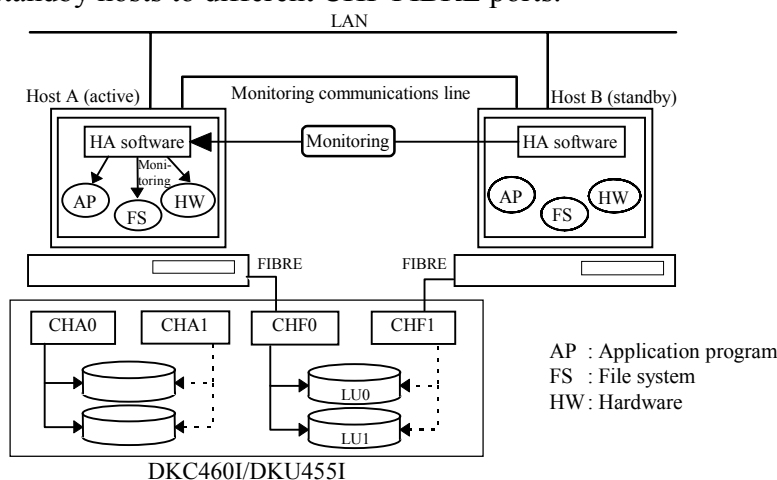 standby hosts to different CHF FIBRE ports.
LAN
Host A (active)
Monitoring communications line
Host B (standby)
HA software
Monitoring
HA software
Moni-
toring
AP
FS
HW
AP
FS
HW
FIBRE
FIBRE
CHA0
CHA1
CHF0
CHF1
LU0
LU1
AP : Application program
FS : File system
HW : Hardware
DKC460I/DKU455I